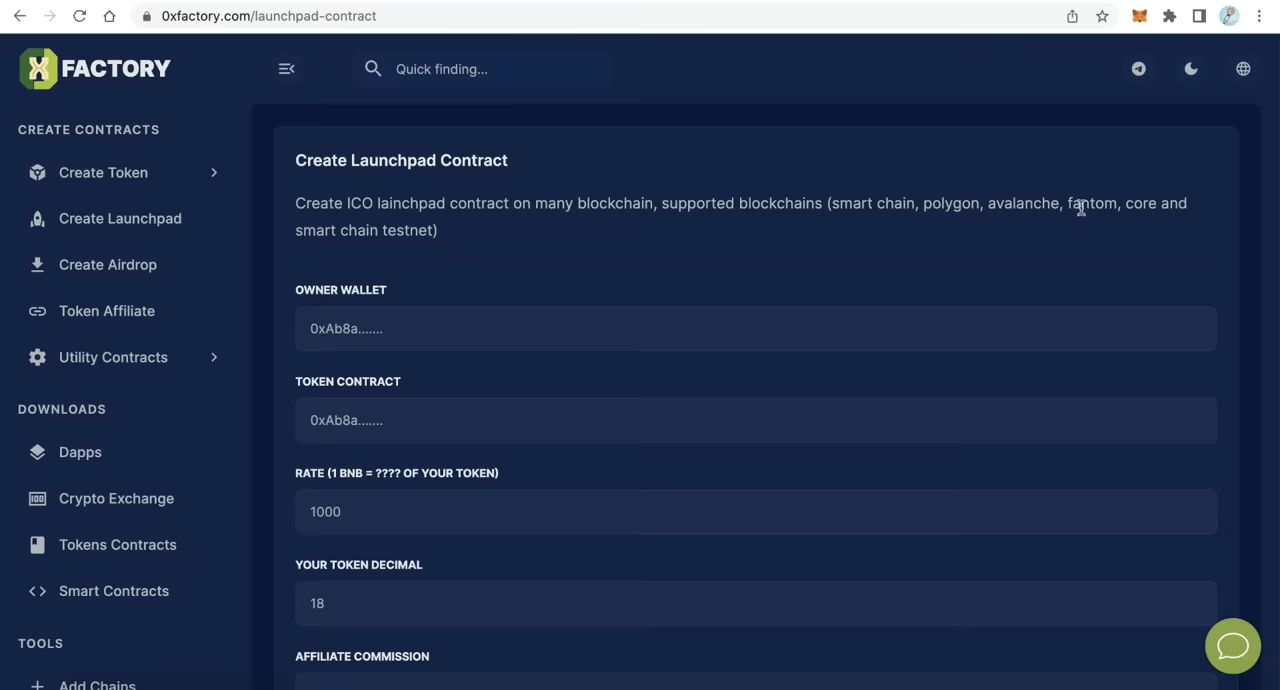 0xfactory.com/launchpad-contract
X FACTORY
Quick finding...
CREATE CONTRACTS
Create Token
Create Launchpad
Create Airdrop
Token Affiliate
Utility Contracts
DOWNLOADS
Dapps
Crypto Exchange
Tokens Contracts
Smart Contracts
TOOLS
Add Chains
Create Launchpad Contract
Create ICO lainchpad contract on many blockchain, supported blockchains (smart chain, polygon, avalanche, fantom, core and
smart chain testnet)
OWNER WALLET
0xAb8a.......
TOKEN CONTRACT
0xAb8a.......
RATE (1 BNB = ???? OF YOUR TOKEN)
1000
YOUR TOKEN DECIMAL
18
AFFILIATE COMMISSION